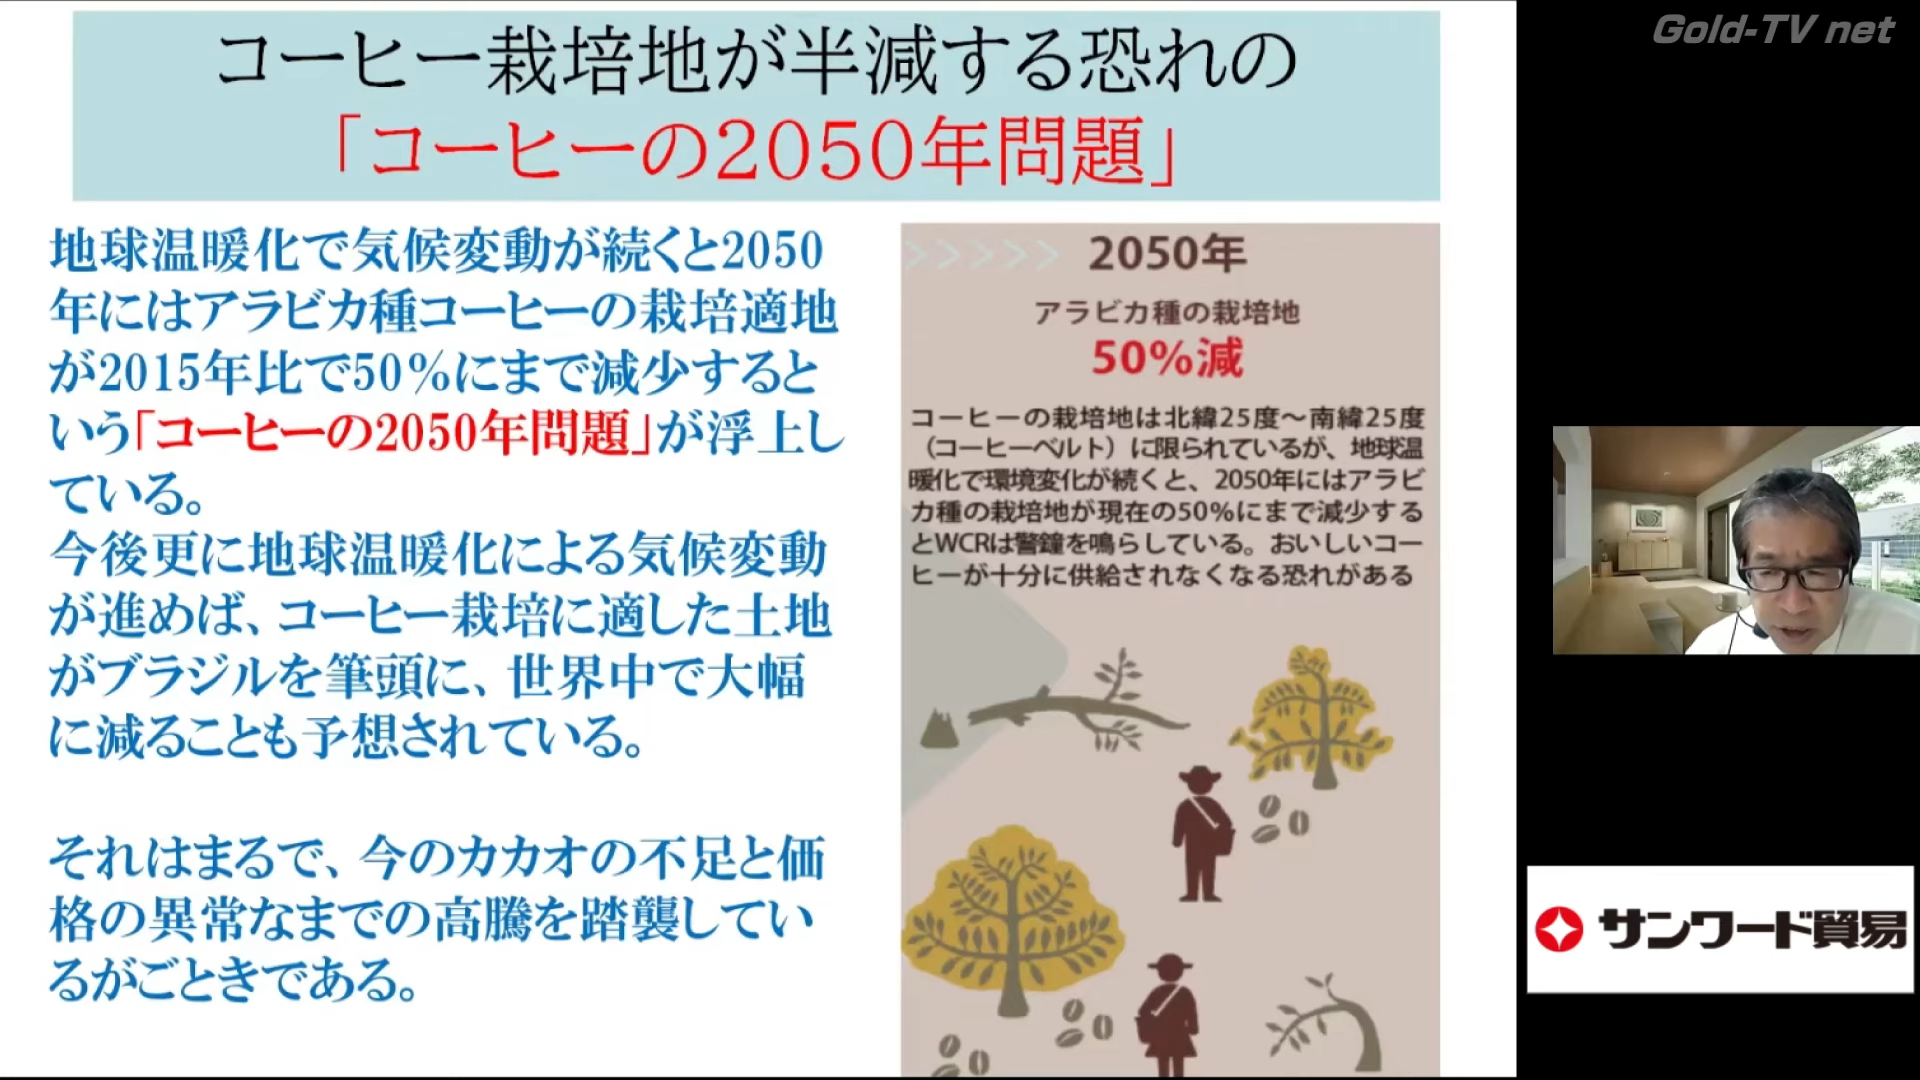 コーヒー栽培地が半減する恐れの
「コーヒーの2050年問題」
地球温暖化で気候変動が続くと2050
年にはアラビカ種コーヒーの栽培適地
が2015年比で50%にまで減少すると
いう「コーヒーの2050年問題」が浮上し
ている。
今後更に地球温暖化による気候変動
が進めば、コーヒー栽培に適した土地
がブラジルを筆頭に、世界中で大幅
に減ることも予想されている。
それはまるで、今のカカオの不足と価
格の異常なまでの高騰を踏襲してい
るがごときである。
2050年
アラビカ種の栽培地
50%減
コーヒーの栽培地は北緯25度〜南緯25度
（コーヒーベルト）に限られているが、地球温
暖化で環境変化が続くと、2050年にはアラビ
カ種の栽培地が現在の50%にまで減少する
とWCRは警鐘を鳴らしている。おいしいコー
ヒーが十分に供給されなくなる恐れがある
Gold-TV net
サンワード貿易